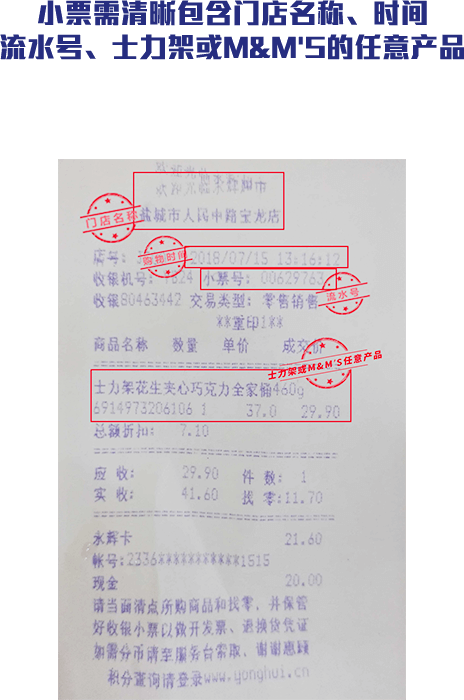 小票需清晰包含门店名称、时间
流水号、士力架或M&M'S的任意产品
欢迎光临永辉超市
门店名称
盐城市人民中路宝龙店
店号:
购物时间
2018/07/15 13:16:12
收银机号: 7824 小票号: 00629763
流水号
收银80463442 交易类型: 零售销售
**重印1**
商品名称 数量 单价 成交价
士力架或M&M'S任意产品
士力架花生夹心巧克力全家桶460g
6914973206106 1 37.0 29.90
总额折扣: 7.10
应 收: 29.90 件 数: 1
实 收: 41.60 找 零:11.70
永辉卡 21.60
帐号:2336***********1515
现金 20.00
请当面清点所购商品和找零，并保管
好收银小票以做开发票、退换货凭证
如需分币请至服务台索取，谢谢惠顾
积分查询请登录www.yonghui.cn